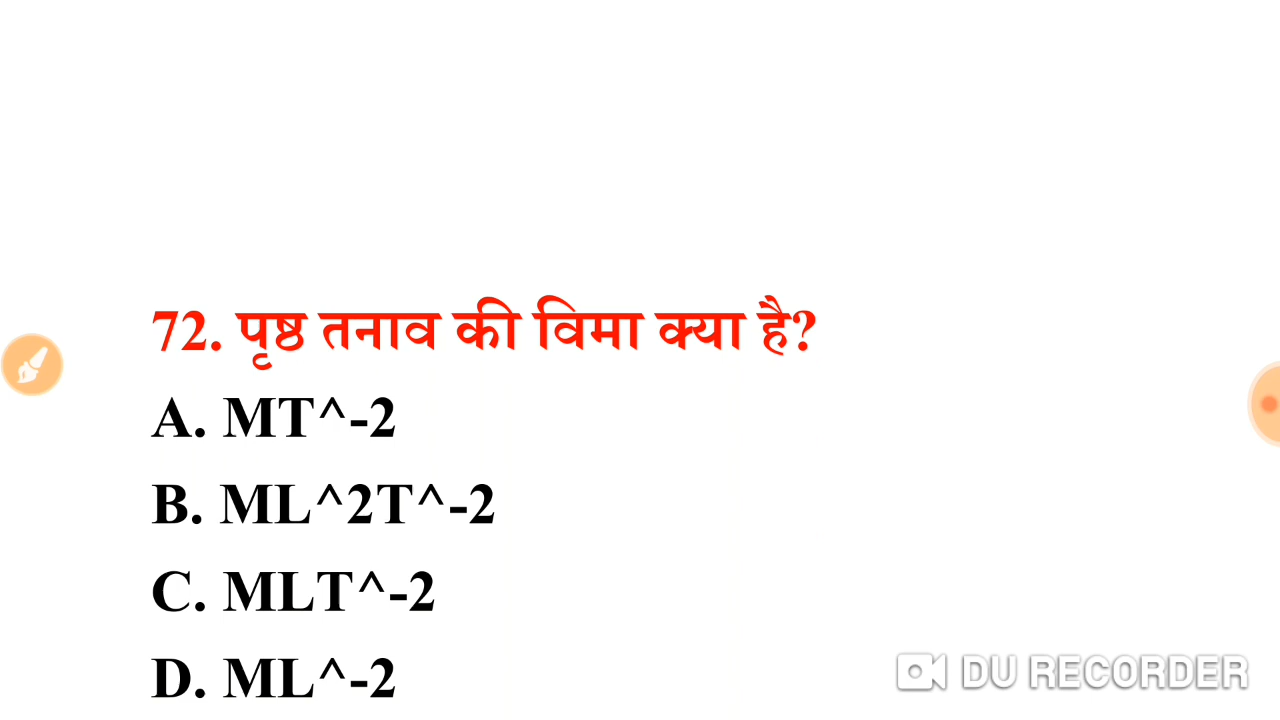 72. पृष्ठ तनाव की विमा क्या है?
A. MT^-2
B. ML^2T^-2
C. MLT^-2
D. ML^-2
DU RECORDER